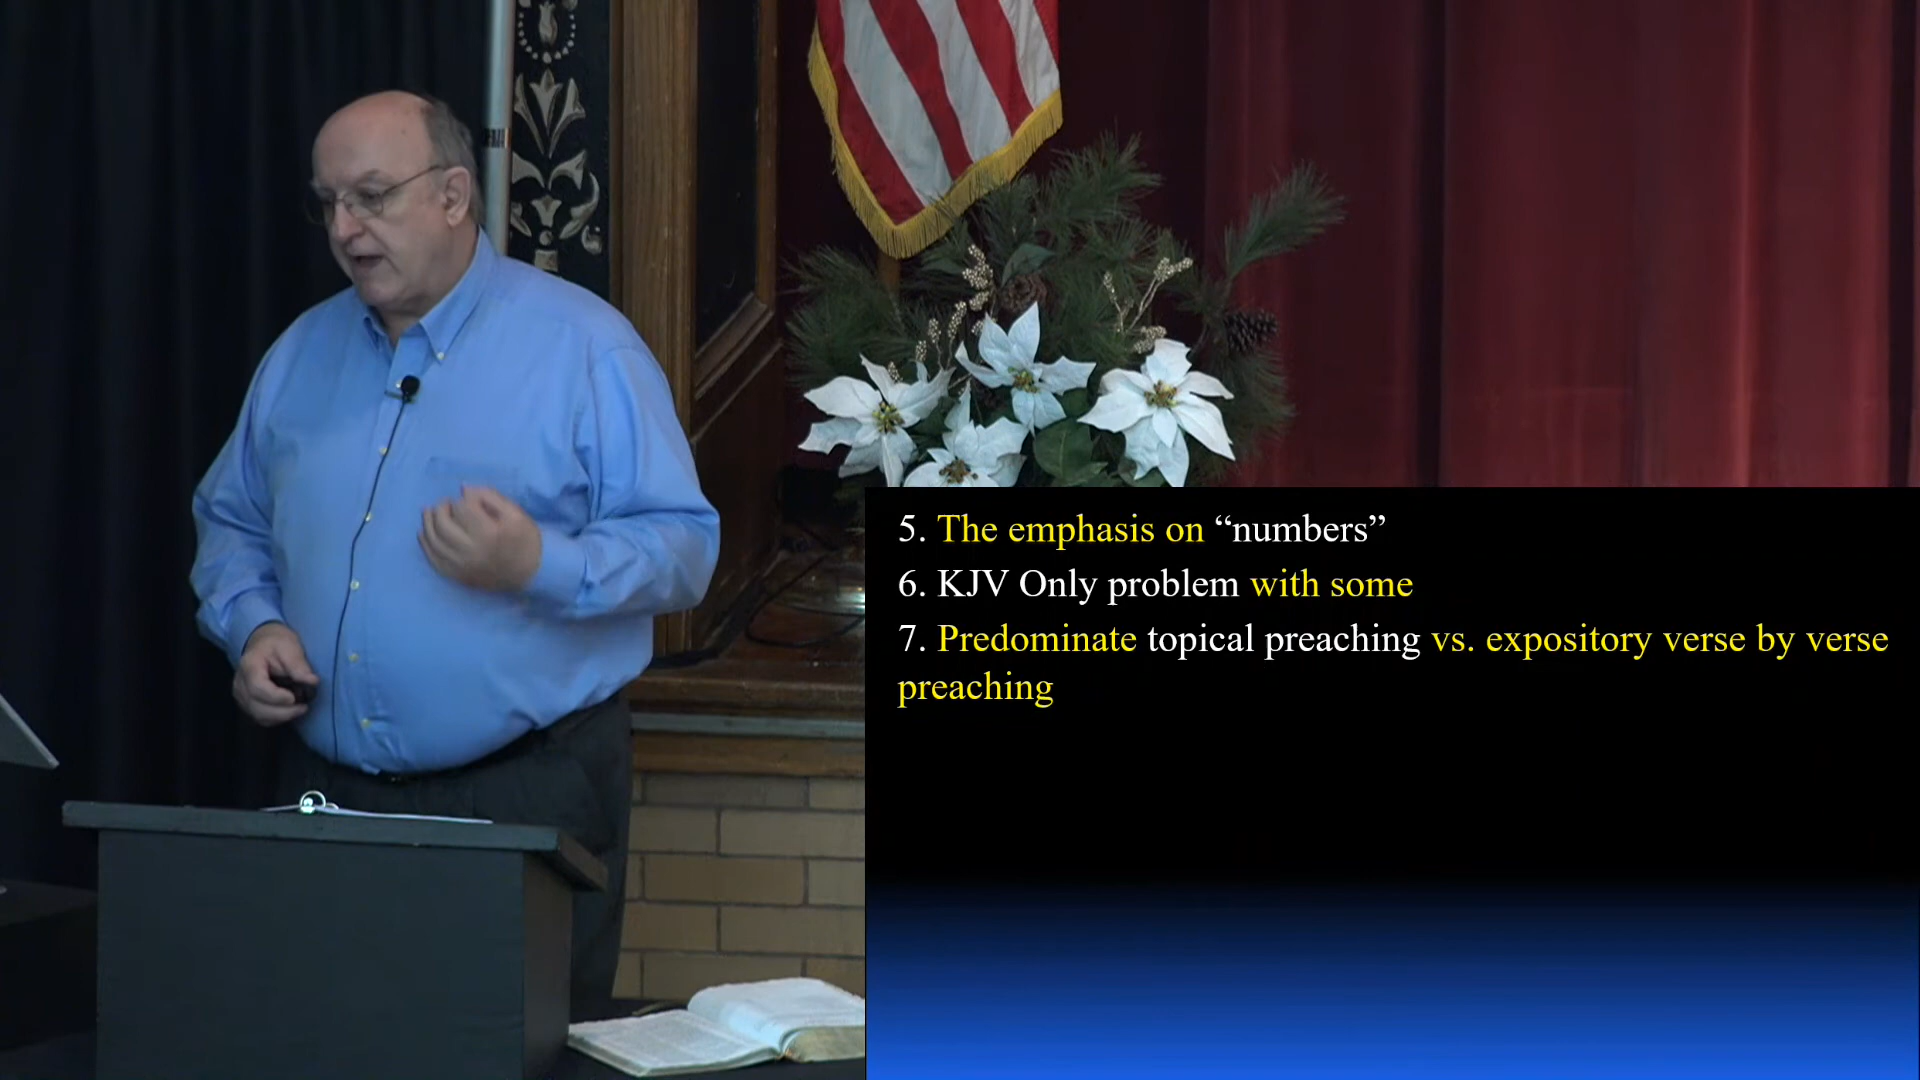 5. The emphasis on “numbers”
6. KJV Only problem with some
7. Predominate topical preaching vs. expository verse by verse
preaching